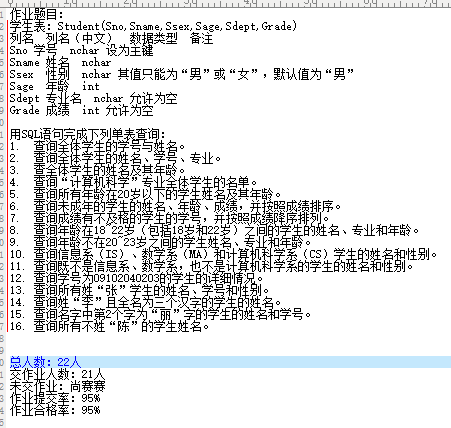 作业题目：
学生表：Student(Sno,Sname,Ssex,Sage,Sdept,Grade)
列名 列名（中文） 数据类型 备注
Sno 学号 nchar 设为主键
Sname 姓名 nchar
Ssex 性别 nchar 其值只能为“男”或“女”，默认值为“男”
Sage 年龄 int
Sdept 专业名 nchar 允许为空
Grade 成绩 int 允许为空
用SQL语句完成下列单表查询：
1. 查询全体学生的学号与姓名。
2. 查询全体学生的姓名、学号、专业。
3. 查全体学生的姓名及其年龄。
4. 查询“计算机科学”专业全体学生的名单。
5. 查询所有年龄在20岁以下的学生姓名及其年龄。
6. 查询未成年的学生的姓名、年龄、成绩，并按照成绩排序。
7. 查询成绩有不及格的学生的学号，并按照成绩降序排列。
8. 查询年龄在18~22岁（包括18岁和22岁）之间的学生的姓名、专业和年龄。
9. 查询年龄不在20~23岁之间的学生姓名、专业和年龄。
10. 查询信息系（IS）、数学系（MA）和计算机科学系（CS）学生的姓名和性别。
11. 查询既不是信息系、数学系，也不是计算机科学系的学生的姓名和性别。
12. 查询学号为09102040203的学生的详细情况。
13. 查询所有姓“张”学生的姓名、学号和性别。
14. 查询姓“李”且全名为三个汉字的学生的姓名。
15. 查询名字中第2个字为“丽”字的学生的姓名和学号。
16. 查询所有不姓“陈”的学生姓名。
总人数：22人
交作业人数：21人
未交作业：尚赛赛
作业提交率：95%
作业合格率：95%